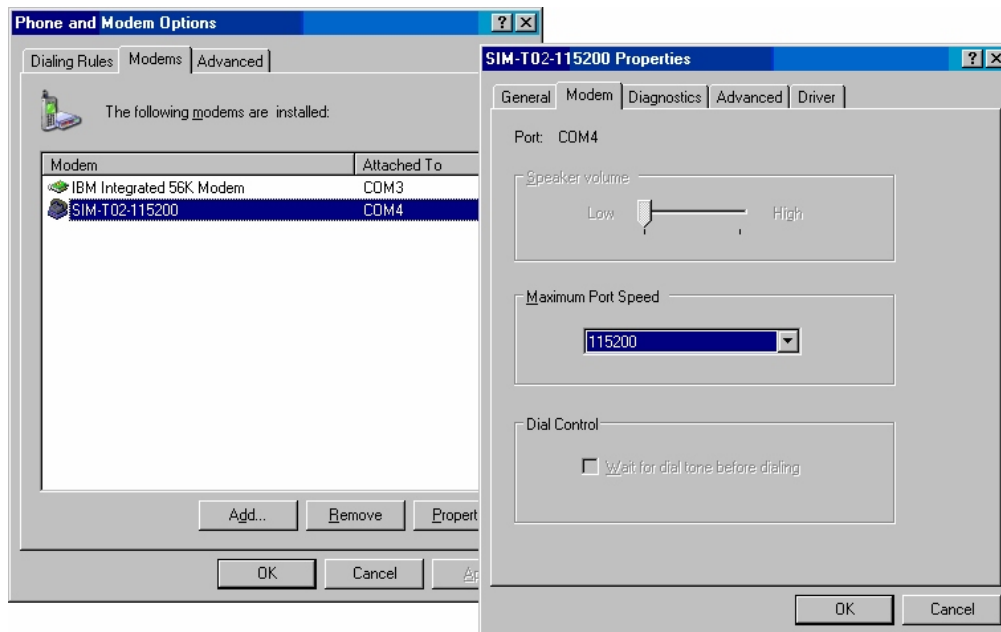 Phone and Modem Options
Dialing Rules Modems Advanced
The following modems are installed:
Modem Attached To
IBM Integrated 56K Modem COM3
SIM-T02-115200 COM4
Add... Remove Propert
OK Cancel Ap
SIM-T02-115200 Properties
General Modem Diagnostics Advanced Driver
Port: COM4
Speaker volume
Low High
Maximum Port Speed
115200
Dial Control
Wait for dial tone before dialing
OK Cancel